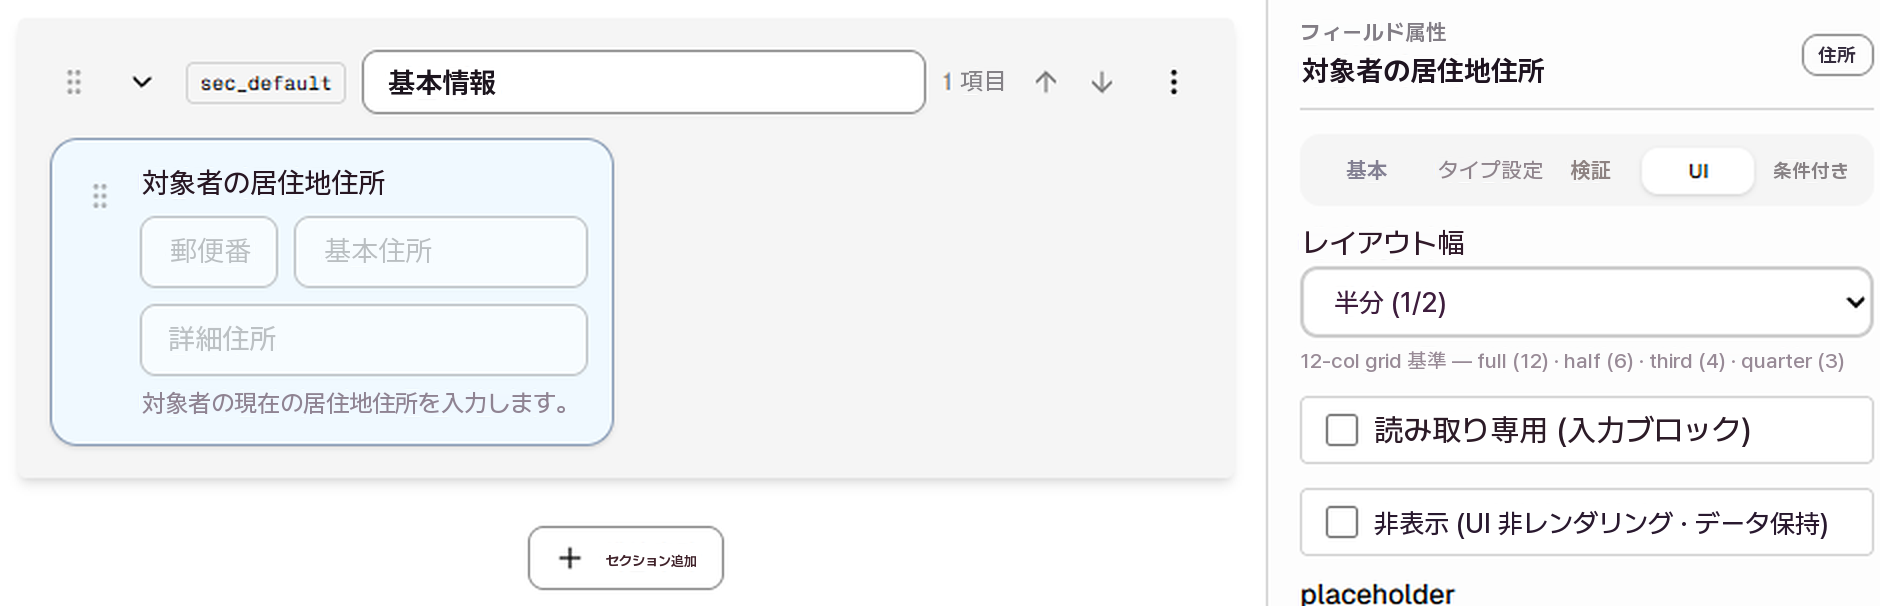 sec_default
基本情報
1 項目
対象者の居住地住所
郵便番
基本住所
詳細住所
対象者の現在の居住地住所を入力します。
セクション追加
フィールド属性
対象者の居住地住所
住所
基本
タイプ設定
検証
UI
条件付き
レイアウト幅
半分 (1/2)
12-col grid 基準 — full (12) · half (6) · third (4) · quarter (3)
読み取り専用 (入力ブロック)
非表示 (UI 非レンダリング · データ保持)
placeholder